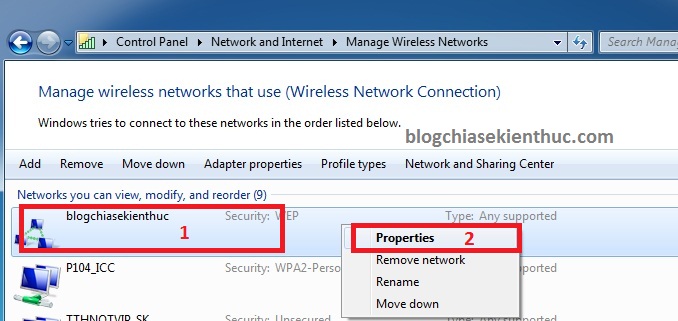 Control Panel ▸ Network and Internet ▸ Manage Wireless Networks
Search Mana
Manage wireless networks that use (Wireless Network Connection)
Windows tries to connect to these networks in the order listed below.
blogchiasekienthuc.com
Add Remove Move down Adapter properties Profile types Network and Sharing Center
Networks you can view, modify, and reorder (9)
blogchiasekienthuc Security: WEP Type: Any supported
1
Properties 2
Remove network
Rename
Move down
P104_ICC Security: WPA2-Perso Type: Any supported
TTHNOTVIP_SK Security: Unsecured Type: Any supported